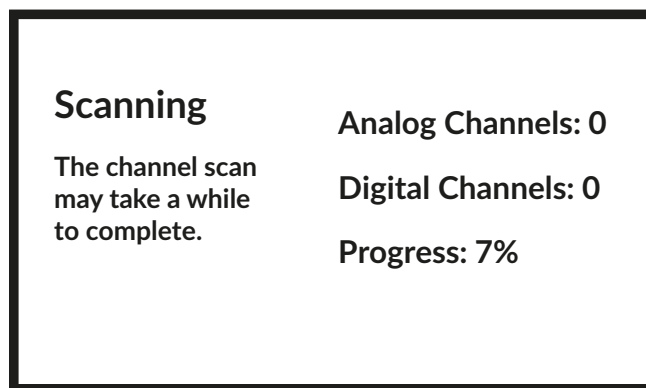 Scanning
The channel scan
may take a while
to complete.
Analog Channels: 0
Digital Channels: 0
Progress: 7%